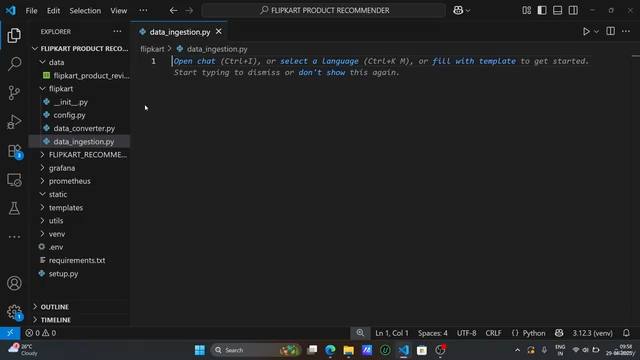 File Edit Selection View ··· FLIPKART PRODUCT RECOMMENDER
EXPLORER ···
data_ingestion.py
FLIPKART PRODUCT RECOM...
flipkart > data_ingestion.py
data
1 Open chat (Ctrl+I), or select a language (Ctrl+K M), or fill with template to get started.
Start typing to dismiss or don't show this again.
flipkart_product_revi...
flipkart
__init__.py
config.py
data_converter.py
data_ingestion.py
FLIPKART_RECOMME...
grafana
prometheus
static
templates
utils
venv
.env
requirements.txt
setup.py
OUTLINE
TIMELINE
0 0 Ln 1, Col 1 Spaces: 4 UTF-8 CRLF Python 3.12.3 (venv)
26°C
Cloudy
Search
ENG
IN
09:58